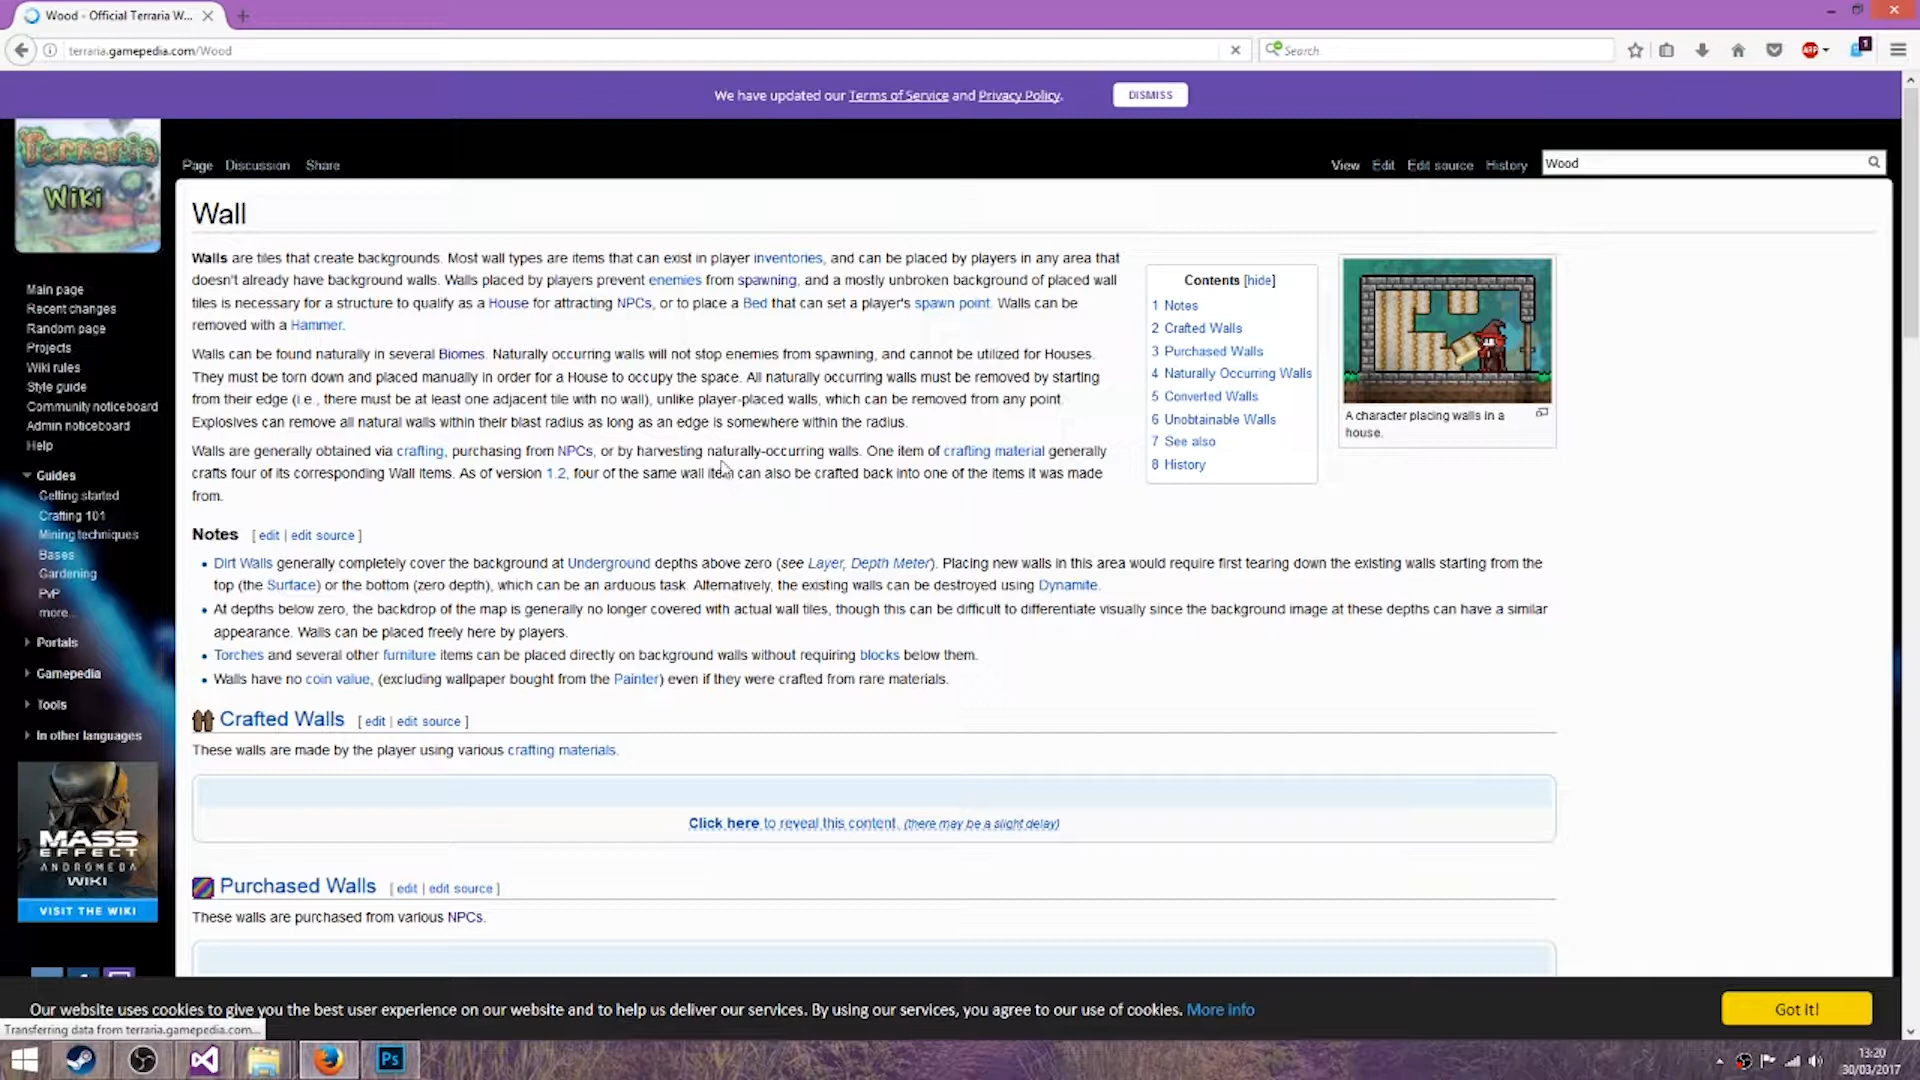 Wood - Official Terraria W...
terraria.gamepedia.com/Wood
Search
We have updated our Terms of Service and Privacy Policy.
DISMISS
Terraria
Wiki
Page Discussion Share
View Edit Edit source History
Wood
Main page
Recent changes
Random page
Projects
Wiki rules
Style guide
Community noticeboard
Admin noticeboard
Help
Guides
Getting started
Crafting 101
Mining techniques
Bases
Gardening
PvP
more...
Portals
Gamepedia
Tools
In other languages
MASS
EFFECT
ANDROMEDA
WIKI
VISIT THE WIKI
Wall
Walls are tiles that create backgrounds. Most wall types are items that can exist in player inventories, and can be placed by players in any area that
doesn't already have background walls. Walls placed by players prevent enemies from spawning, and a mostly unbroken background of placed wall
tiles is necessary for a structure to qualify as a House for attracting NPCs, or to place a Bed that can set a player's spawn point. Walls can be
removed with a Hammer.
Walls can be found naturally in several Biomes. Naturally occurring walls will not stop enemies from spawning, and cannot be utilized for Houses.
They must be torn down and placed manually in order for a House to occupy the space. All naturally occurring walls must be removed by starting
from their edge (i.e., there must be at least one adjacent tile with no wall), unlike player-placed walls, which can be removed from any point.
Explosives can remove all natural walls within their blast radius as long as an edge is somewhere within the radius.
Walls are generally obtained via crafting, purchasing from NPCs, or by harvesting naturally-occurring walls. One item of crafting material generally
crafts four of its corresponding Wall items. As of version 1.2, four of the same wall item can also be crafted back into one of the items it was made
from.
Contents [hide]
1 Notes
2 Crafted Walls
3 Purchased Walls
4 Naturally Occurring Walls
5 Converted Walls
6 Unobtainable Walls
7 See also
8 History
A character placing walls in a
house.
Notes [ edit | edit source ]
Dirt Walls generally completely cover the background at Underground depths above zero (see Layer, Depth Meter). Placing new walls in this area would require first tearing down the existing walls starting from the
top (the Surface) or the bottom (zero depth), which can be an arduous task. Alternatively, the existing walls can be destroyed using Dynamite.
At depths below zero, the backdrop of the map is generally no longer covered with actual wall tiles, though this can be difficult to differentiate visually since the background image at these depths can have a similar
appearance. Walls can be placed freely here by players.
Torches and several other furniture items can be placed directly on background walls without requiring blocks below them.
Walls have no coin value, (excluding wallpaper bought from the Painter) even if they were crafted from rare materials.
Crafted Walls [ edit | edit source ]
These walls are made by the player using various crafting materials.
Click here to reveal this content. (there may be a slight delay)
Purchased Walls [ edit | edit source ]
These walls are purchased from various NPCs.
Our website uses cookies to give you the best user experience on our website and to help us deliver our services. By using our services, you agree to our use of cookies. More info
Got it!
Transferring data from terraria.gamepedia.com...
Ps
13:20
30/03/2017
ABP
1